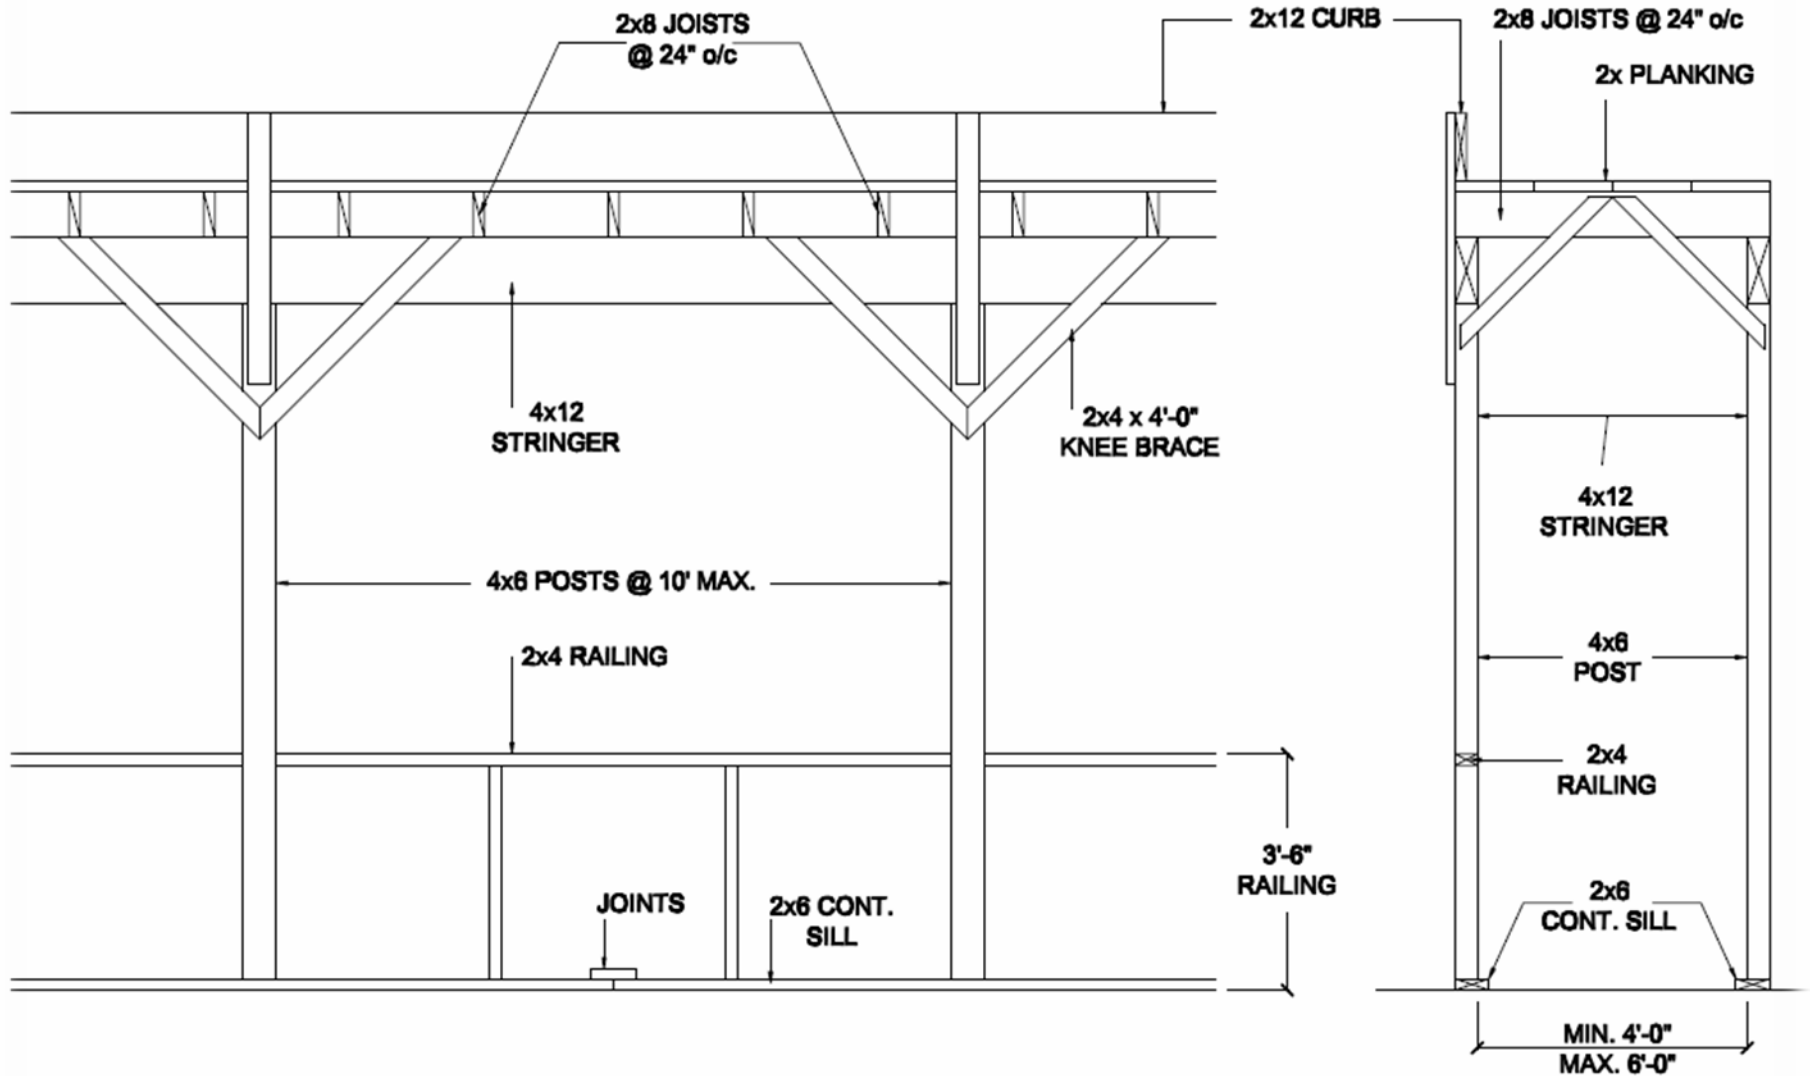 2x8 JOISTS
@ 24" o/c
2x12 CURB
2x8 JOISTS @ 24" o/c
2x PLANKING
4x12
STRINGER
2x4 x 4'-0"
KNEE BRACE
4x12
STRINGER
4x6 POSTS @ 10' MAX.
2x4 RAILING
4x6
POST
2x4
RAILING
3'-6"
RAILING
JOINTS
2x6 CONT.
SILL
2x6
CONT. SILL
MIN. 4'-0"
MAX. 6'-0"